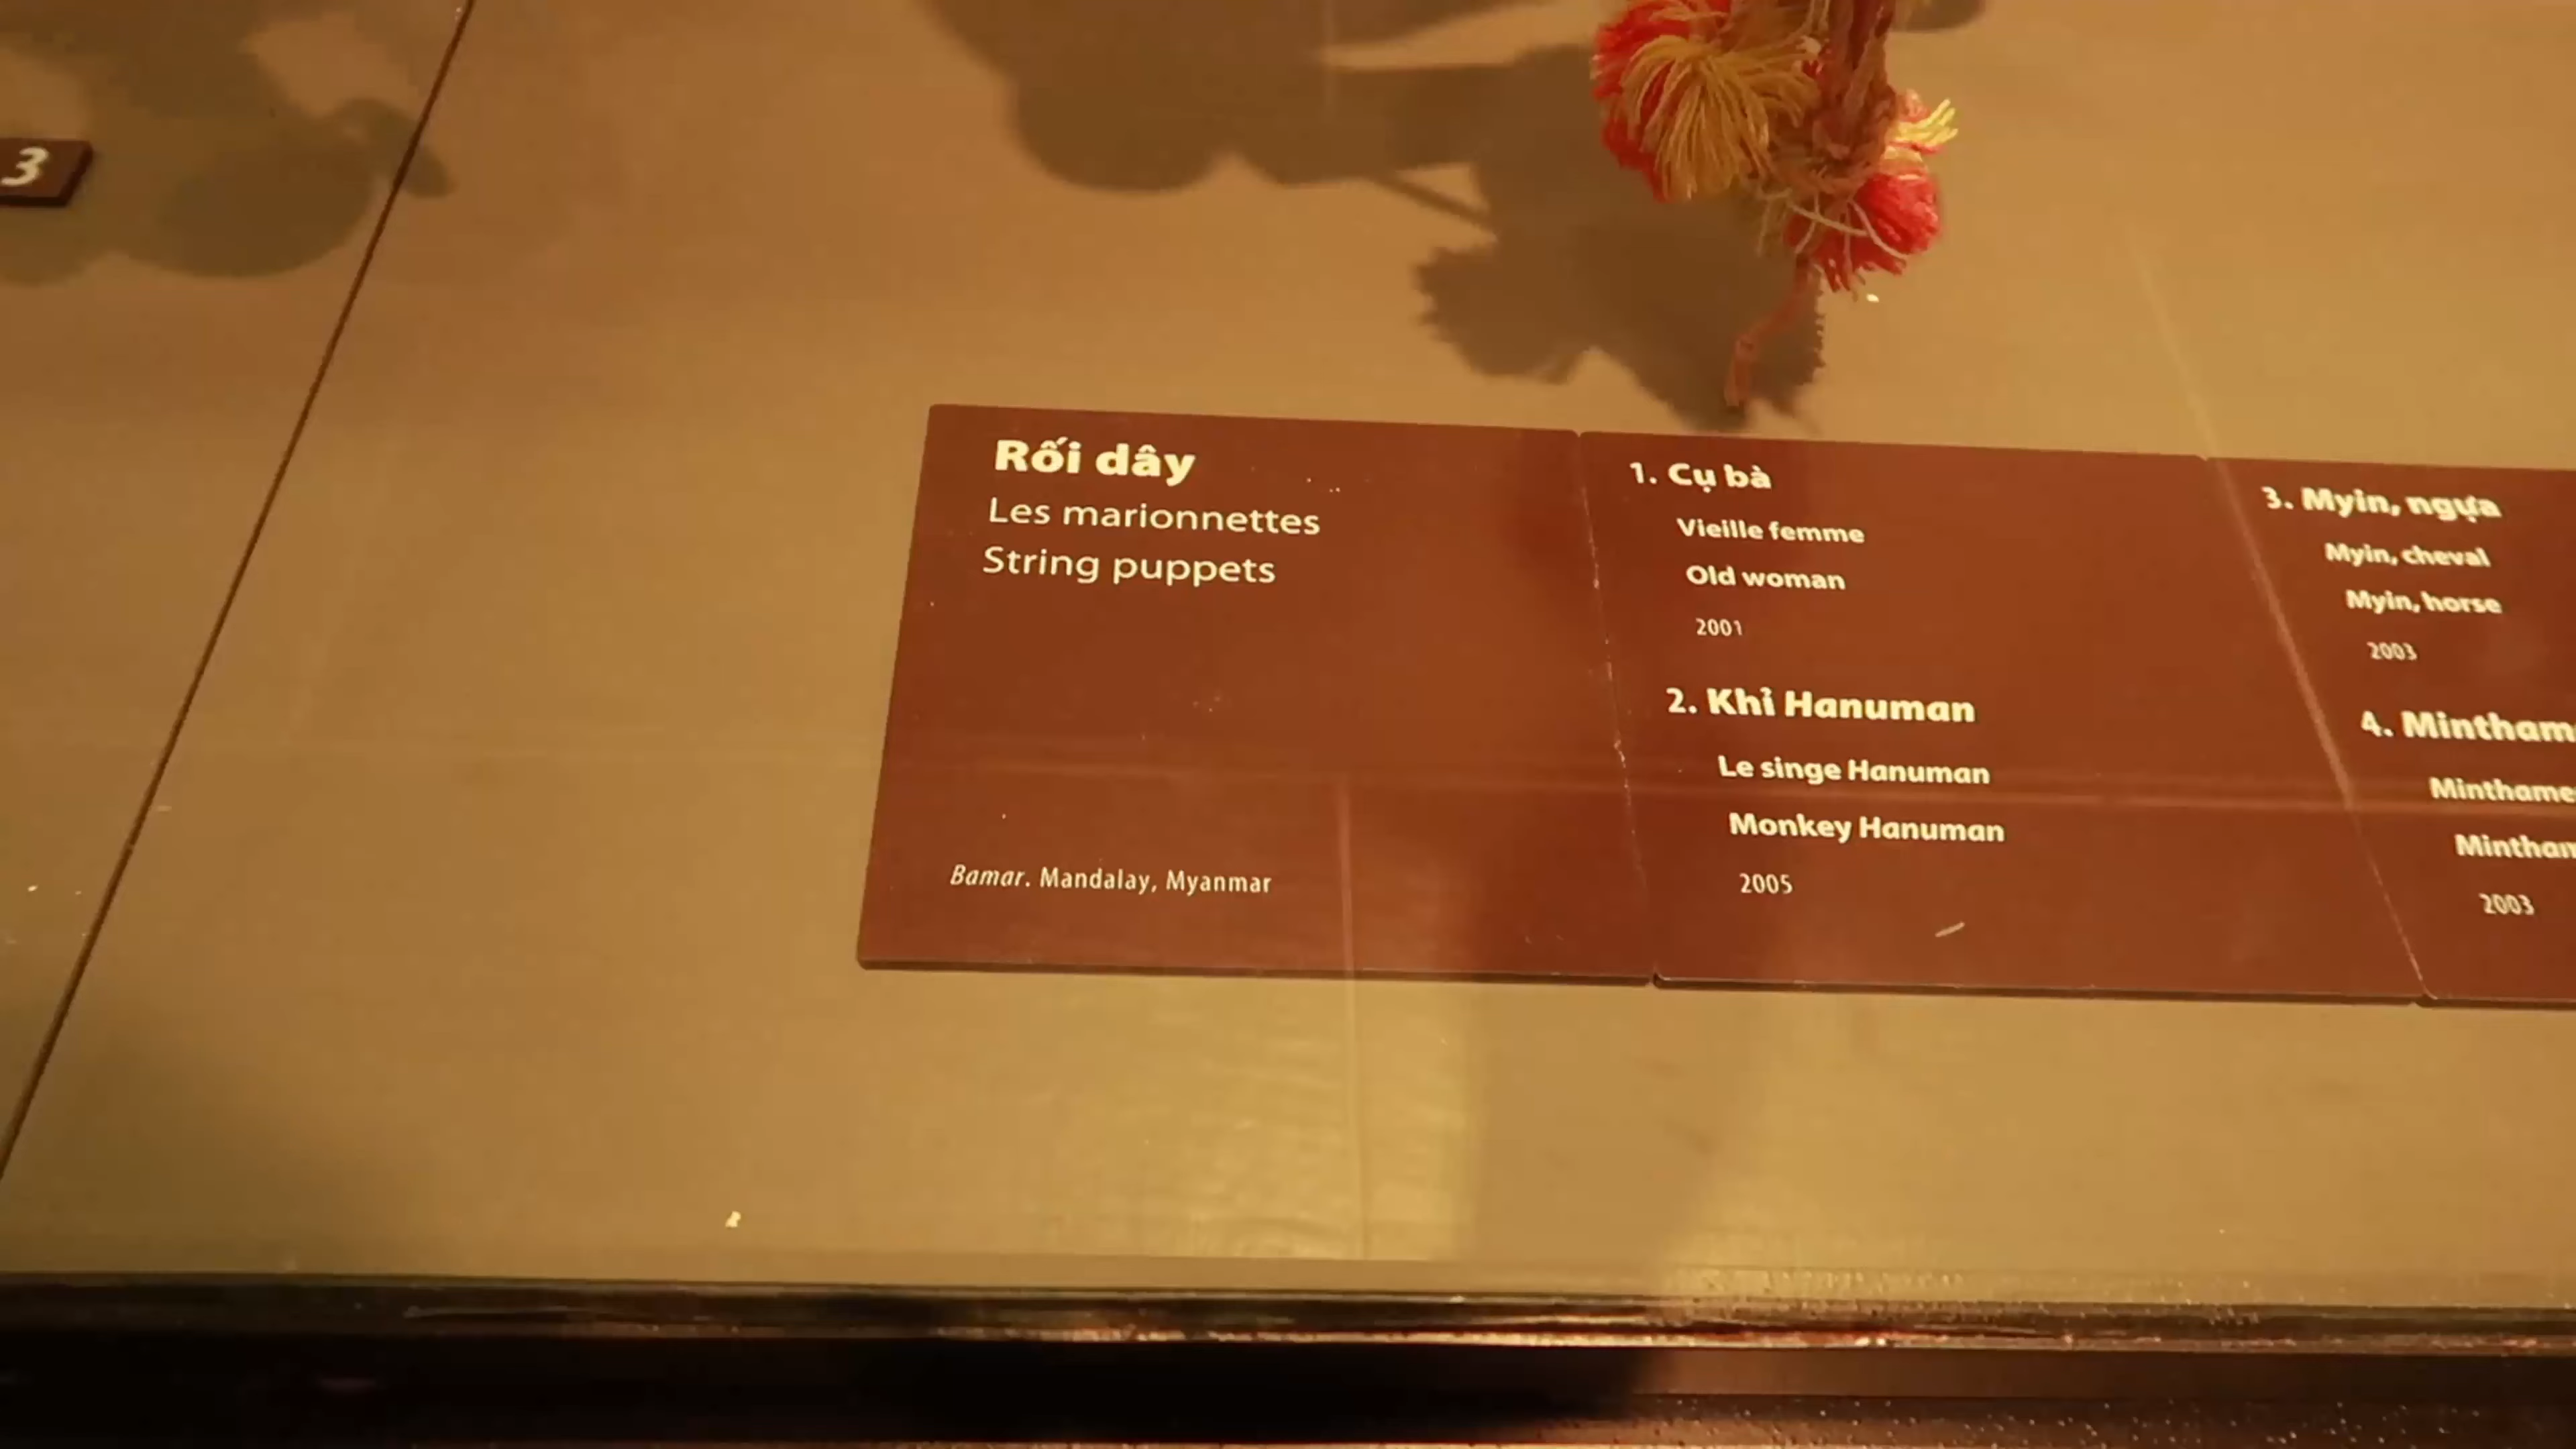 3
Rối dây
Les marionnettes
String puppets
Bamar. Mandalay, Myanmar
1. Cụ bà
Vieille femme
Old woman
2001
2. Khỉ Hanuman
Le singe Hanuman
Monkey Hanuman
2005
3. Myin, ngựa
Myin, cheval
Myin, horse
2003
4.
2003